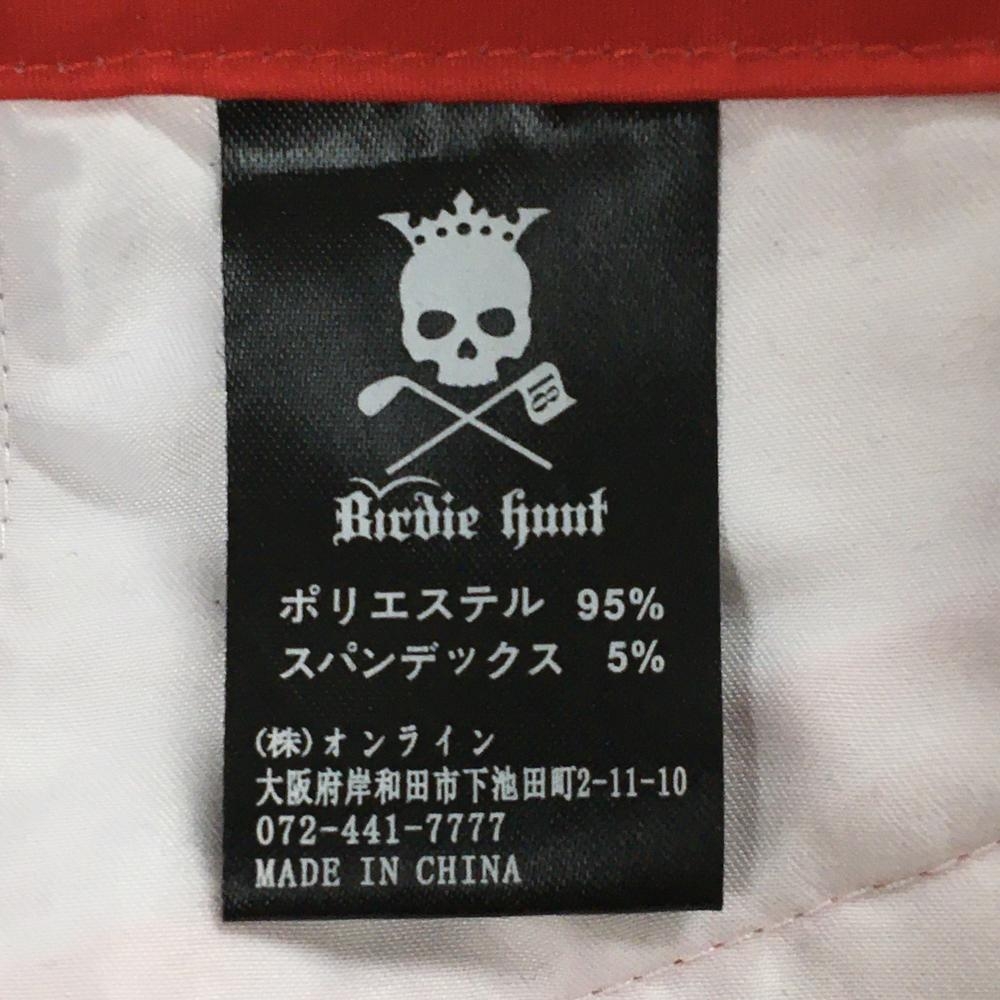 18
Birdie hunt
ポリエステル 95%
スパンデックス 5%
(株)オンライン
大阪府岸和田市下池田町2-11-10
072-441-7777
MADE IN CHINA